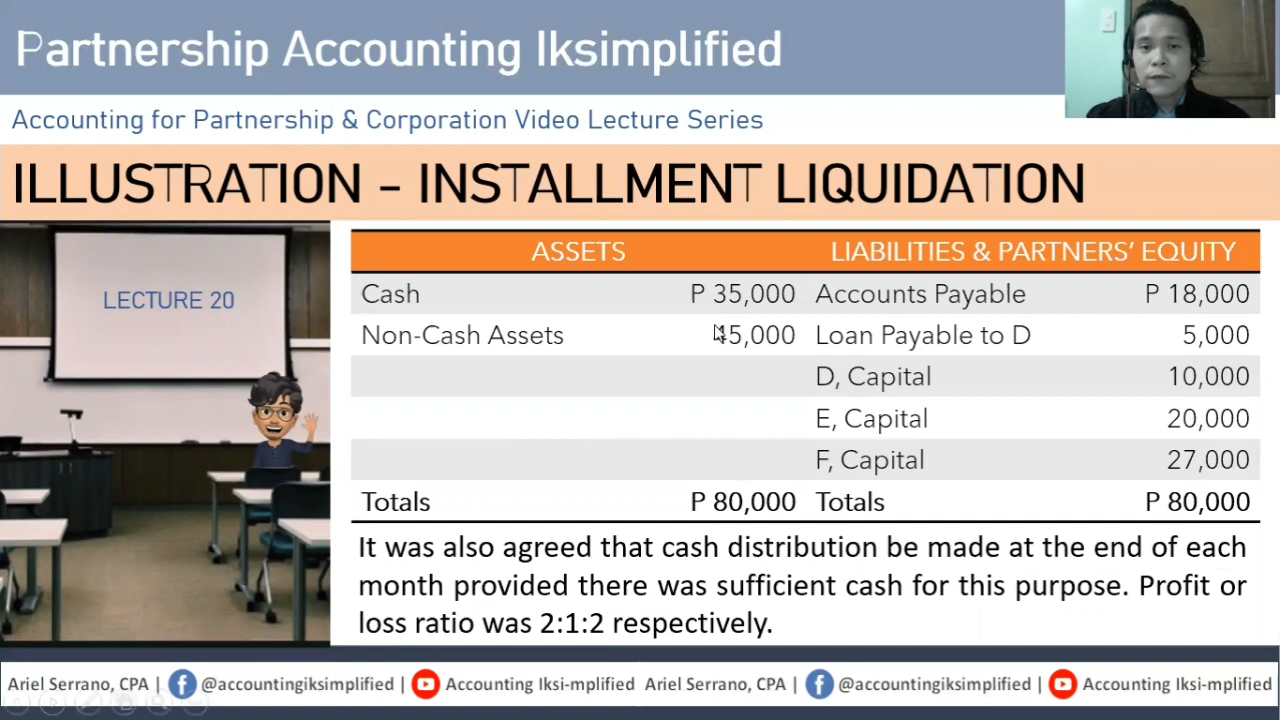 Partnership Accounting Iksimplified
Accounting for Partnership & Corporation Video Lecture Series
ILLUSTRATION – INSTALLMENT LIQUIDATION
LECTURE 20
ASSETS LIABILITIES & PARTNERS' EQUITY
Cash P 35,000 Accounts Payable P 18,000
Non-Cash Assets 45,000 Loan Payable to D 5,000
D, Capital 10,000
E, Capital 20,000
F, Capital 27,000
Totals P 80,000 Totals P 80,000
It was also agreed that cash distribution be made at the end of each
month provided there was sufficient cash for this purpose. Profit or
loss ratio was 2:1:2 respectively.
Ariel Serrano, CPA | @accountingiksimplified | Accounting Iksi-mplified Ariel Serrano, CPA | @accountingiksimplified | Accounting Iksi-mplified